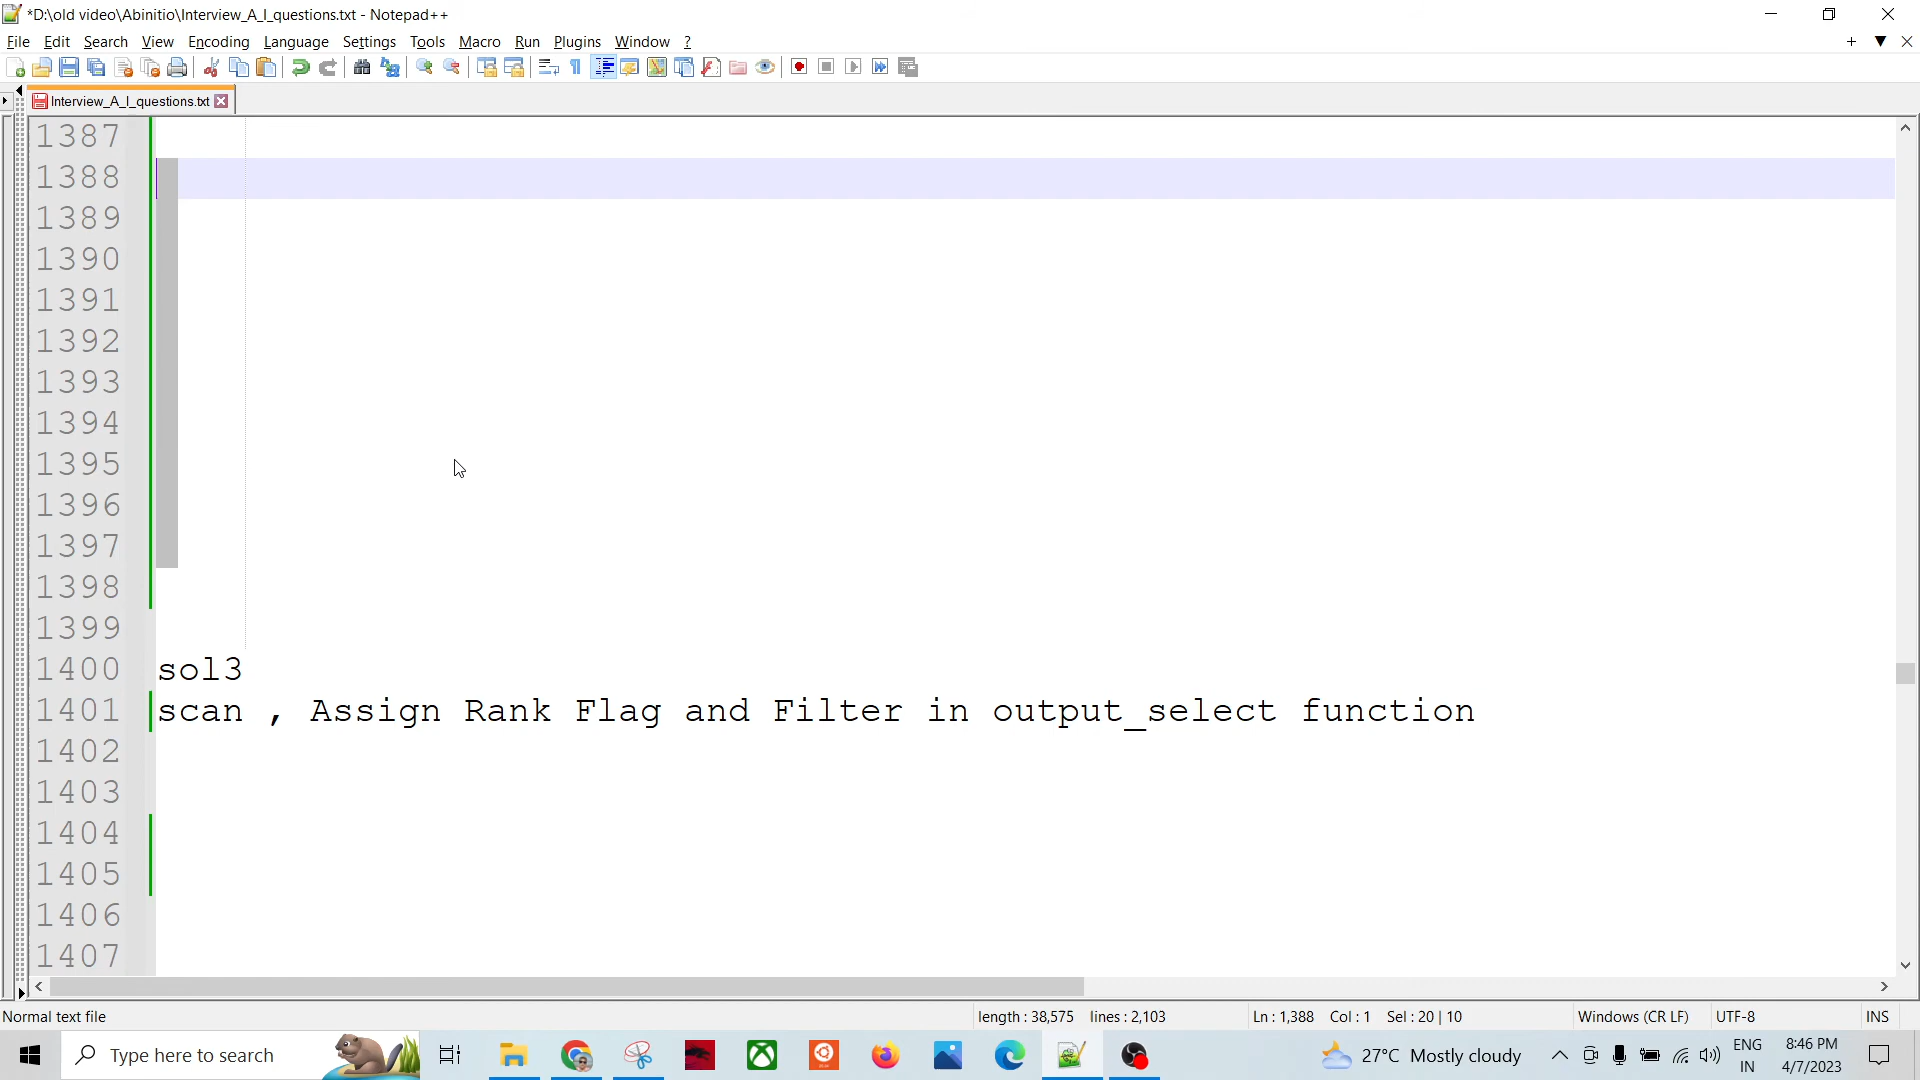 *D:\old video\Abinitio\Interview_A_I_questions.txt - Notepad++
File Edit Search View Encoding Language Settings Tools Macro Run Plugins Window ?
Interview_A_I_questions.txt
1387
1388
1389
1390
1391
1392
1393
1394
1395
1396
1397
1398
1399
1400 sol3
1401 scan , Assign Rank Flag and Filter in output_select function
1402
1403
1404
1405
1406
1407
Normal text file length : 38,575 lines : 2,103 Ln : 1,388 Col : 1 Sel : 20 | 10 Windows (CR LF) UTF-8 INS
Type here to search 27°C Mostly cloudy ENG IN 8:46 PM 4/7/2023